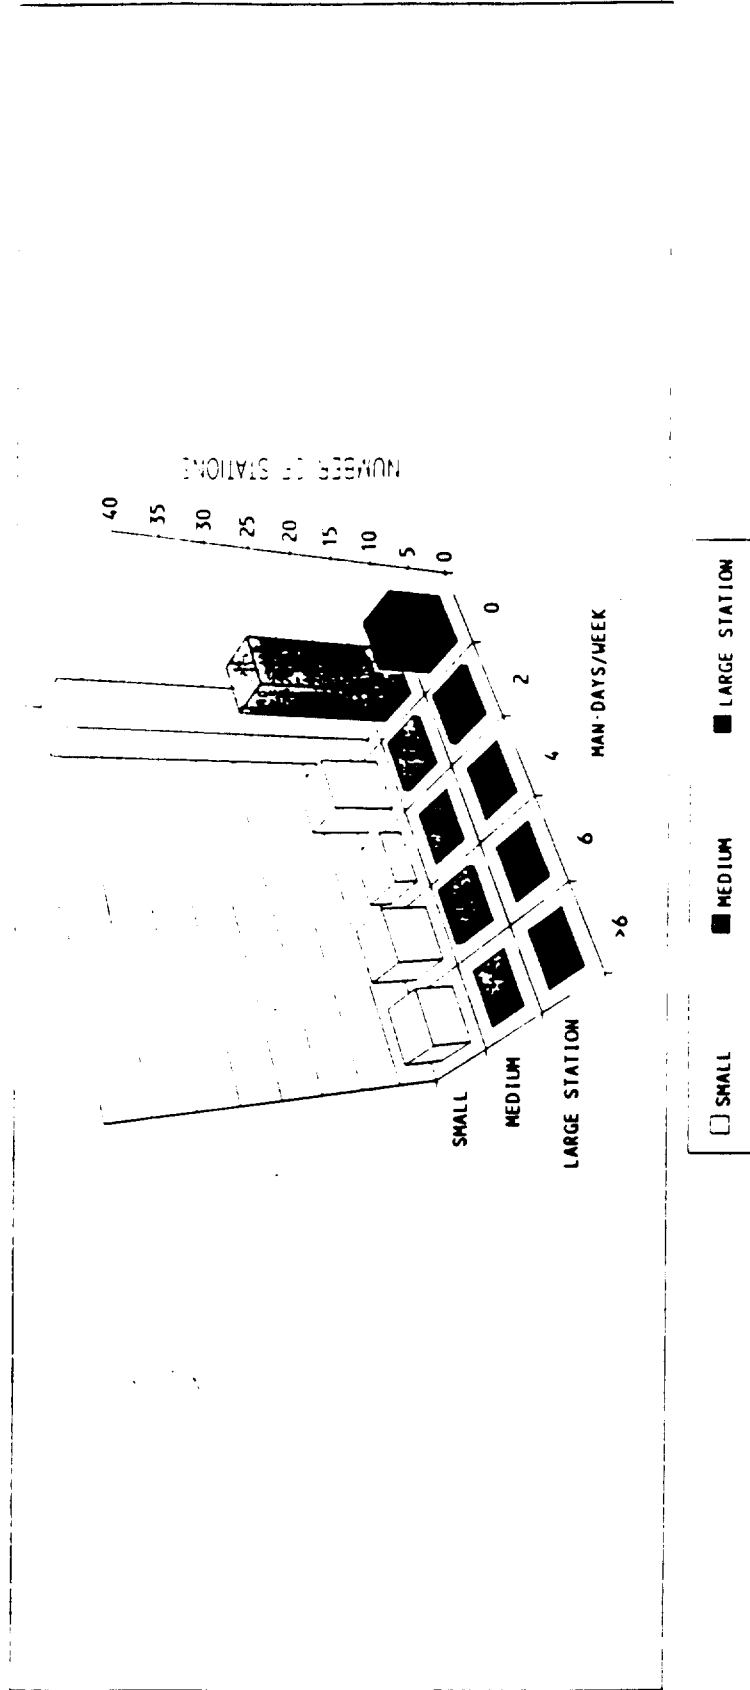 NUMBER OF STATIONS
40
35
30
25
20
15
10
5
0
0
2
4
6
>6
MAN-DAYS/WEEK
SMALL
MEDIUM
LARGE STATION
SMALL MEDIUM LARGE STATION